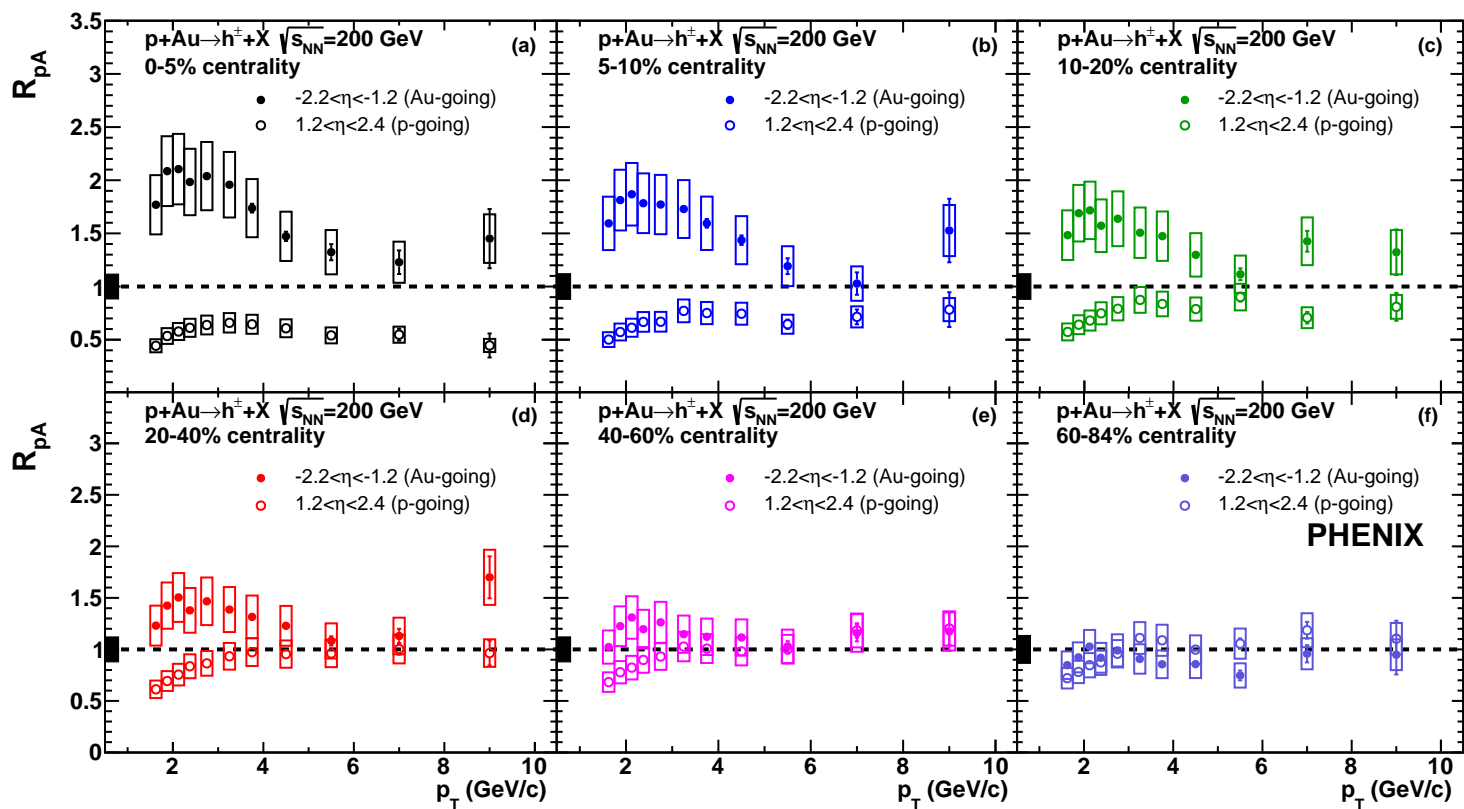 R_pA
3.5
3
2.5
2
1.5
1
0.5
p+Au→h±+X √s_NN=200 GeV (a)
0-5% centrality
-2.2<η<-1.2 (Au-going)
1.2<η<2.4 (p-going)
p+Au→h±+X √s_NN=200 GeV (b)
5-10% centrality
-2.2<η<-1.2 (Au-going)
1.2<η<2.4 (p-going)
p+Au→h±+X √s_NN=200 GeV (c)
10-20% centrality
-2.2<η<-1.2 (Au-going)
1.2<η<2.4 (p-going)
R_pA
3
2.5
2
1.5
1
0.5
0
p+Au→h±+X √s_NN=200 GeV (d)
20-40% centrality
-2.2<η<-1.2 (Au-going)
1.2<η<2.4 (p-going)
p+Au→h±+X √s_NN=200 GeV (e)
40-60% centrality
-2.2<η<-1.2 (Au-going)
1.2<η<2.4 (p-going)
p+Au→h±+X √s_NN=200 GeV (f)
60-84% centrality
-2.2<η<-1.2 (Au-going)
1.2<η<2.4 (p-going)
PHENIX
2 4 6 8 10
p_T (GeV/c)
2 4 6 8 10
p_T (GeV/c)
2 4 6 8 10
p_T (GeV/c)